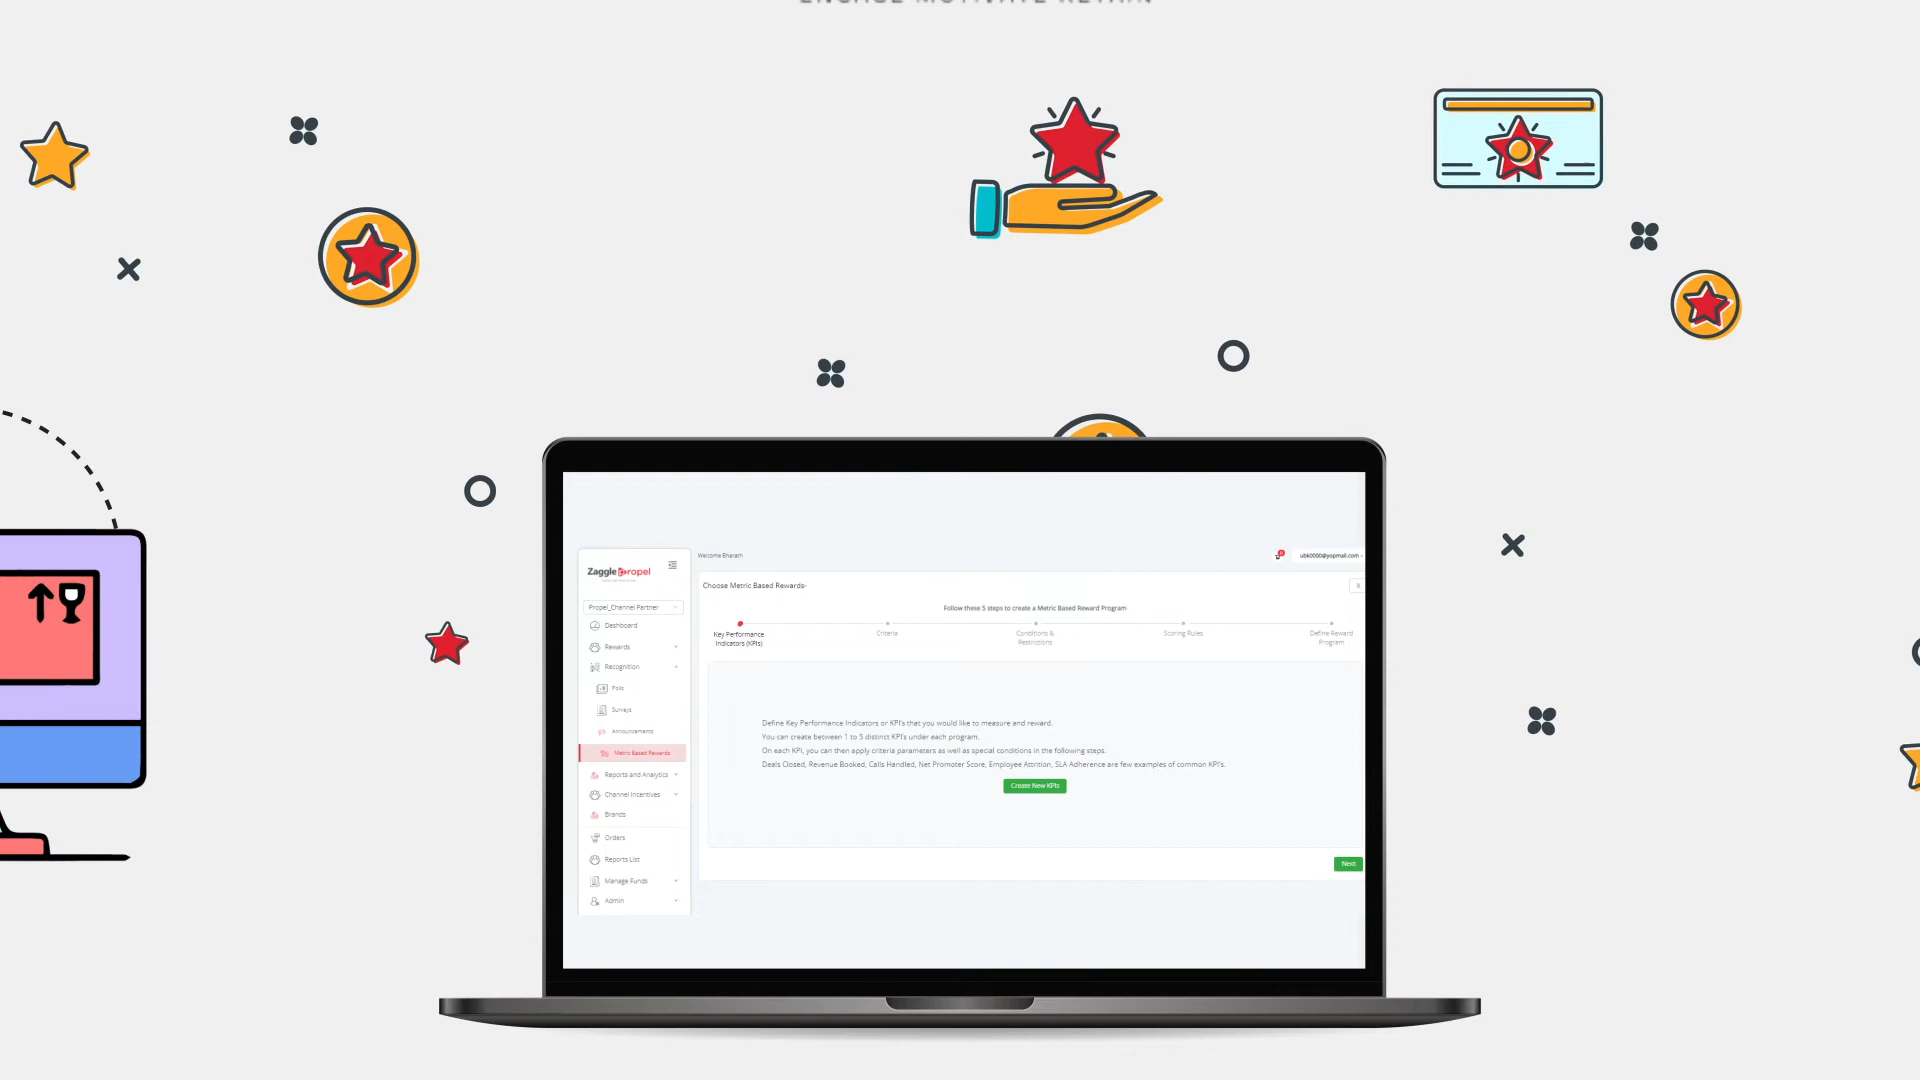 ENGAGE MOTIVATE RETAIN
Zaggle Propel
Welcome Bharath
ubk0000@yopmail.com
Propel_Channel Partner
Dashboard
Rewards
Recognition
Polls
Surveys
Announcements
Metric Based Rewards
Reports and Analytics
Channel Incentives
Brands
Orders
Reports List
Manage Funds
Admin
Choose Metric Based Rewards-
X
Follow these 5 steps to create a Metric Based Reward Program
Key Performance
Indicators (KPIs)
Criteria
Conditions &
Restrictions
Scoring Rules
Define Reward
Program
Define Key Performance Indicators or KPI's that you would like to measure and reward.
You can create between 1 to 5 distinct KPI's under each program.
On each KPI, you can then apply criteria parameters as well as special conditions in the following steps.
Deals Closed, Revenue Booked, Calls Handled, Net Promoter Score, Employee Attrition, SLA Adherence are few examples of common KPI's.
Create New KPIs
Next